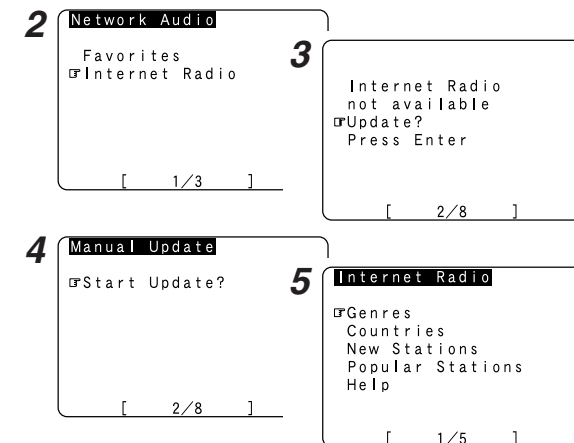 2
Network Audio
Favorites
☞Internet Radio
[ 1/3 ]
3
Internet Radio
not available
☞Update?
Press Enter
[ 2/8 ]
4
Manual Update
☞Start Update?
[ 2/8 ]
5
Internet Radio
☞Genres
Countries
New Stations
Popular Stations
Help
[ 1/5 ]